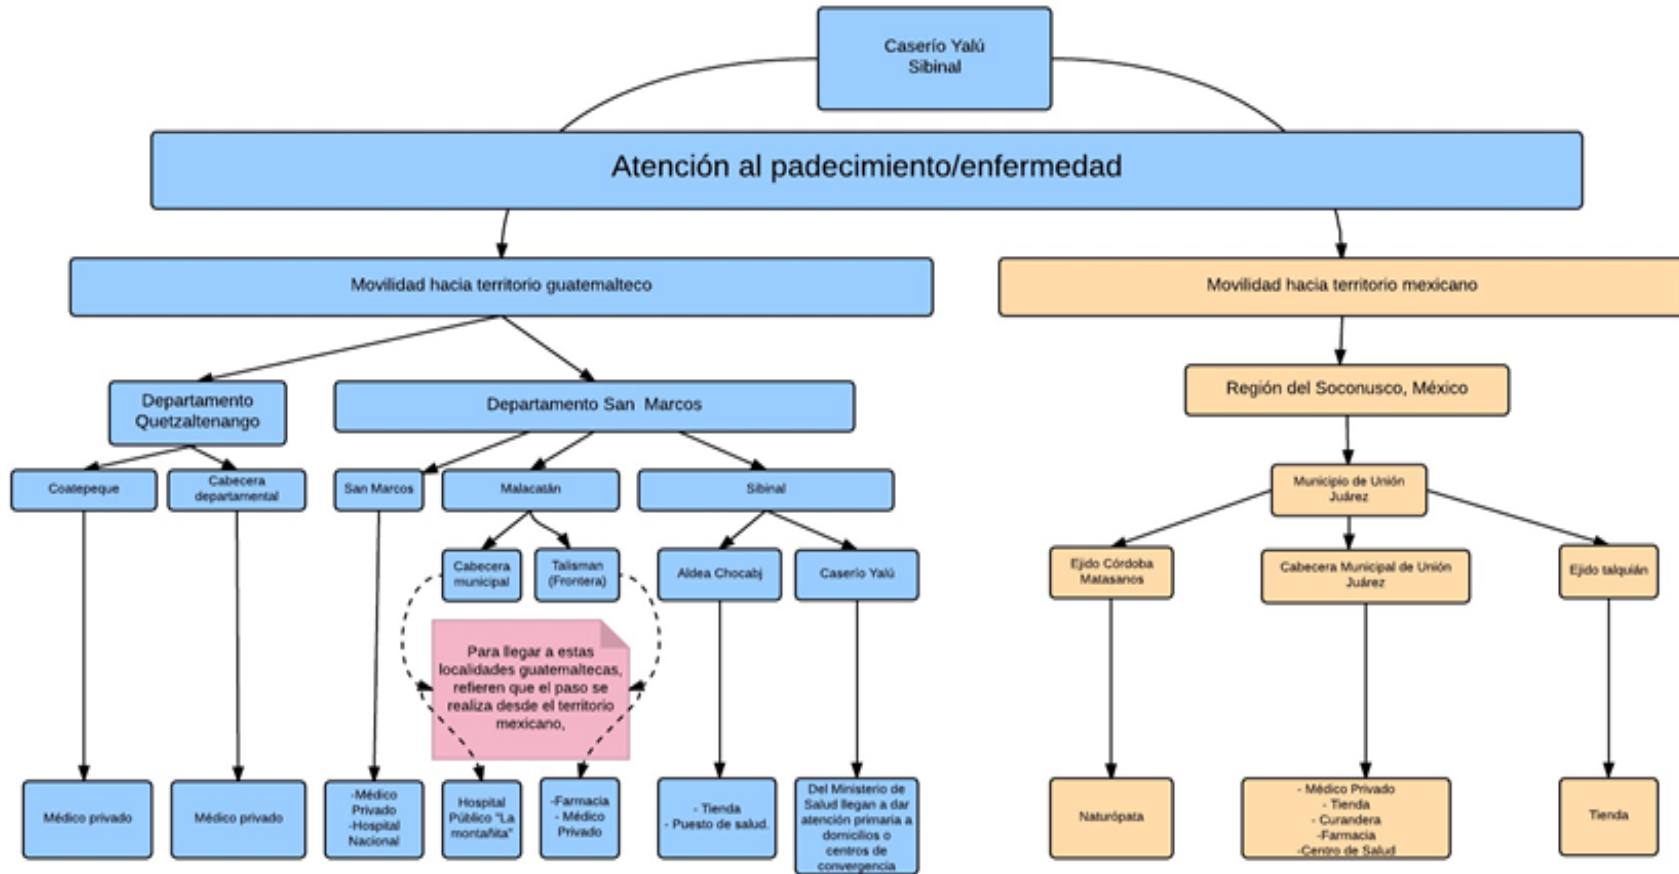 Caserío Yalú
Sibinal
Atención al padecimiento/enfermedad
Movilidad hacia territorio guatemalteco
Movilidad hacia territorio mexicano
Departamento
Quetzaltenango
Departamento San Marcos
Región del Soconusco, México
Coatepeque
Cabecera
departamental
San Marcos
Malacatán
Sibinal
Municipio de Unión
Juárez
Cabecera
municipal
Talisman
(Frontera)
Aldea Chocabj
Caserío Yalú
Ejido Córdoba
Matasanos
Cabecera Municipal de Unión
Juárez
Ejido talquián
Para llegar a estas
localidades guatemaltecas,
refieren que el paso se
realiza desde el territorio
mexicano,
Médico privado
Médico privado
-Médico
Privado
-Hospital
Nacional
Hospital
Público "La
montañita"
-Farmacia
- Médico
Privado
- Tienda
- Puesto de salud.
Del Ministerio de
Salud llegan a dar
atención primaria a
domicilios o
centros de
convergencia
Naturópata
- Médico Privado
- Tienda
- Curandera
-Farmacia
-Centro de Salud
Tienda